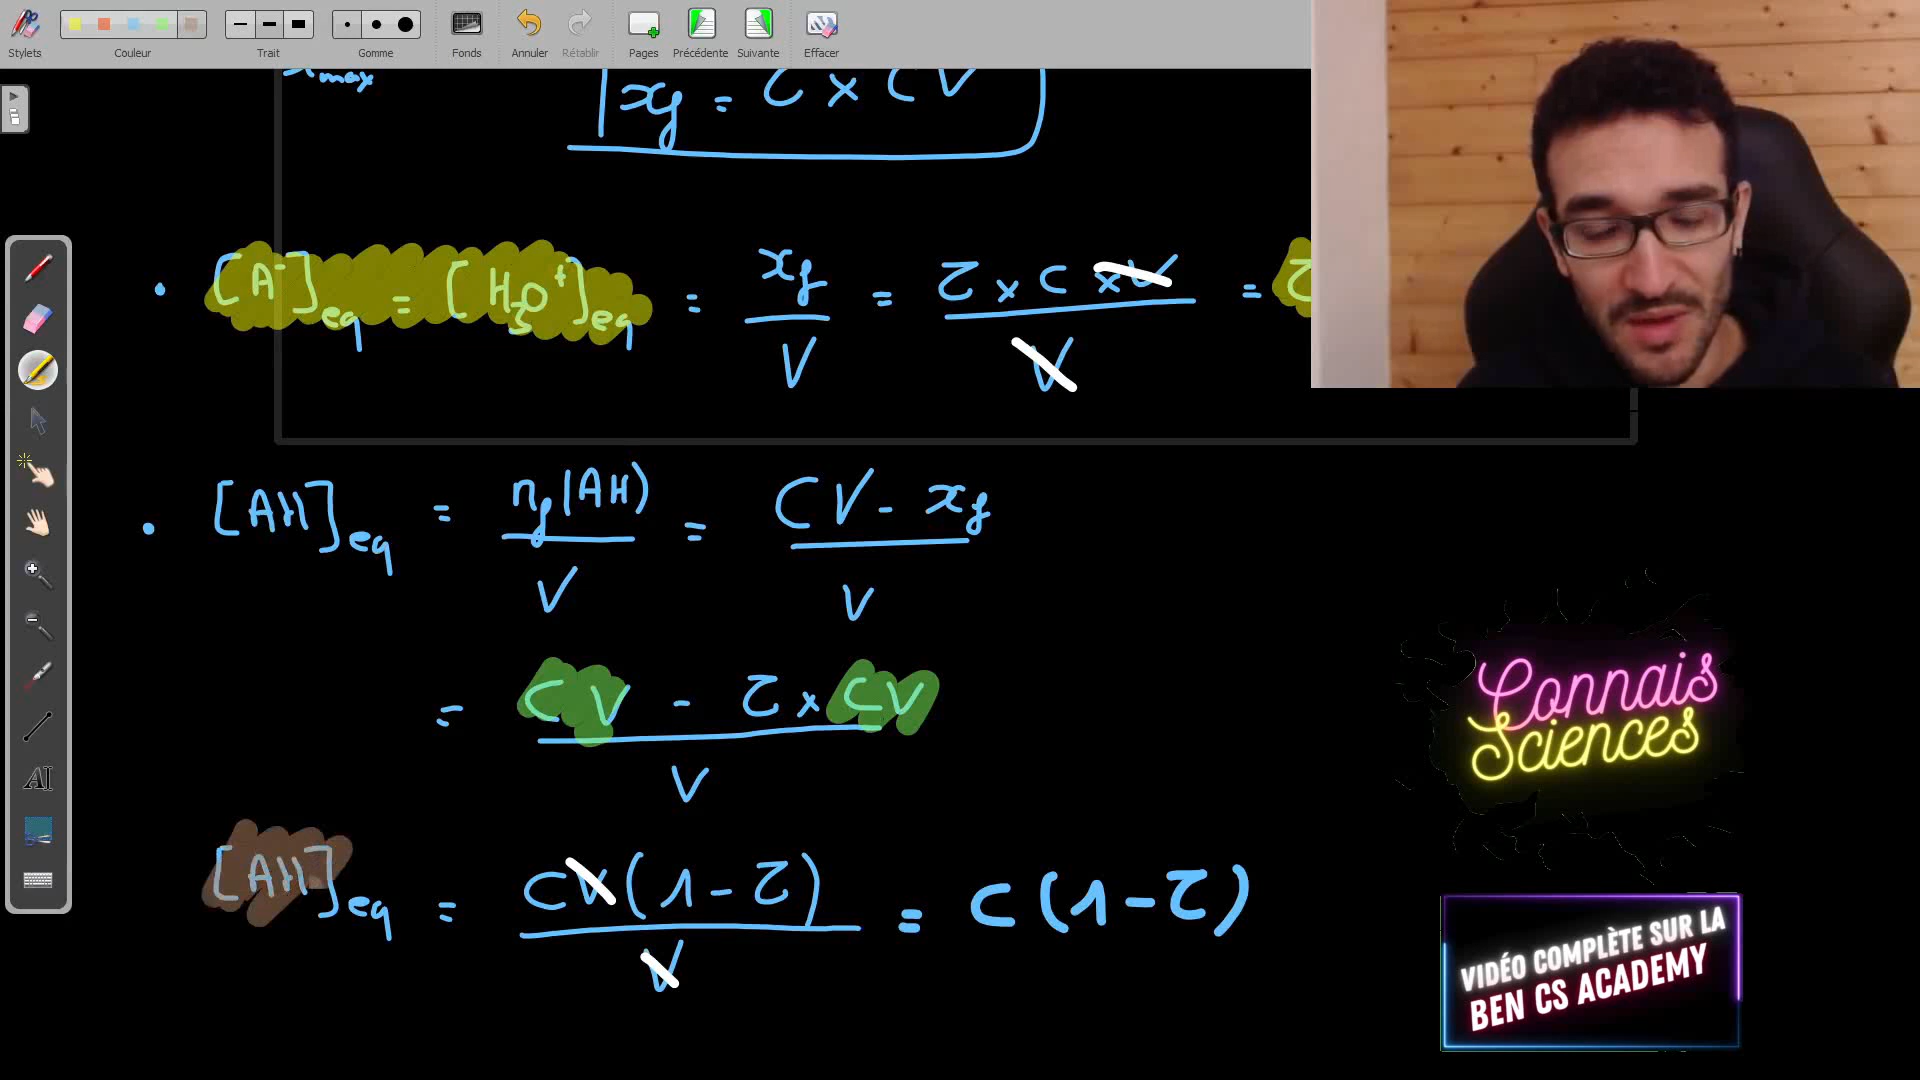 Stylets Couleur Trait Gomme Fonds Annuler Rétablir Pages Précédente Suivante Effacer
max
xf = τ × CV
• [A⁻]eq = [H₃O⁺]eq = xf / V = τ × C × V / V = τ
• [AH]eq = nf(AH) / V = CV - xf / V
= CV - τ × CV / V
[AH]eq = CV(1 - τ) / V = C(1 - τ)
AI
Connais
Sciences
VIDÉO COMPLÈTE SUR LA
BEN CS ACADEMY